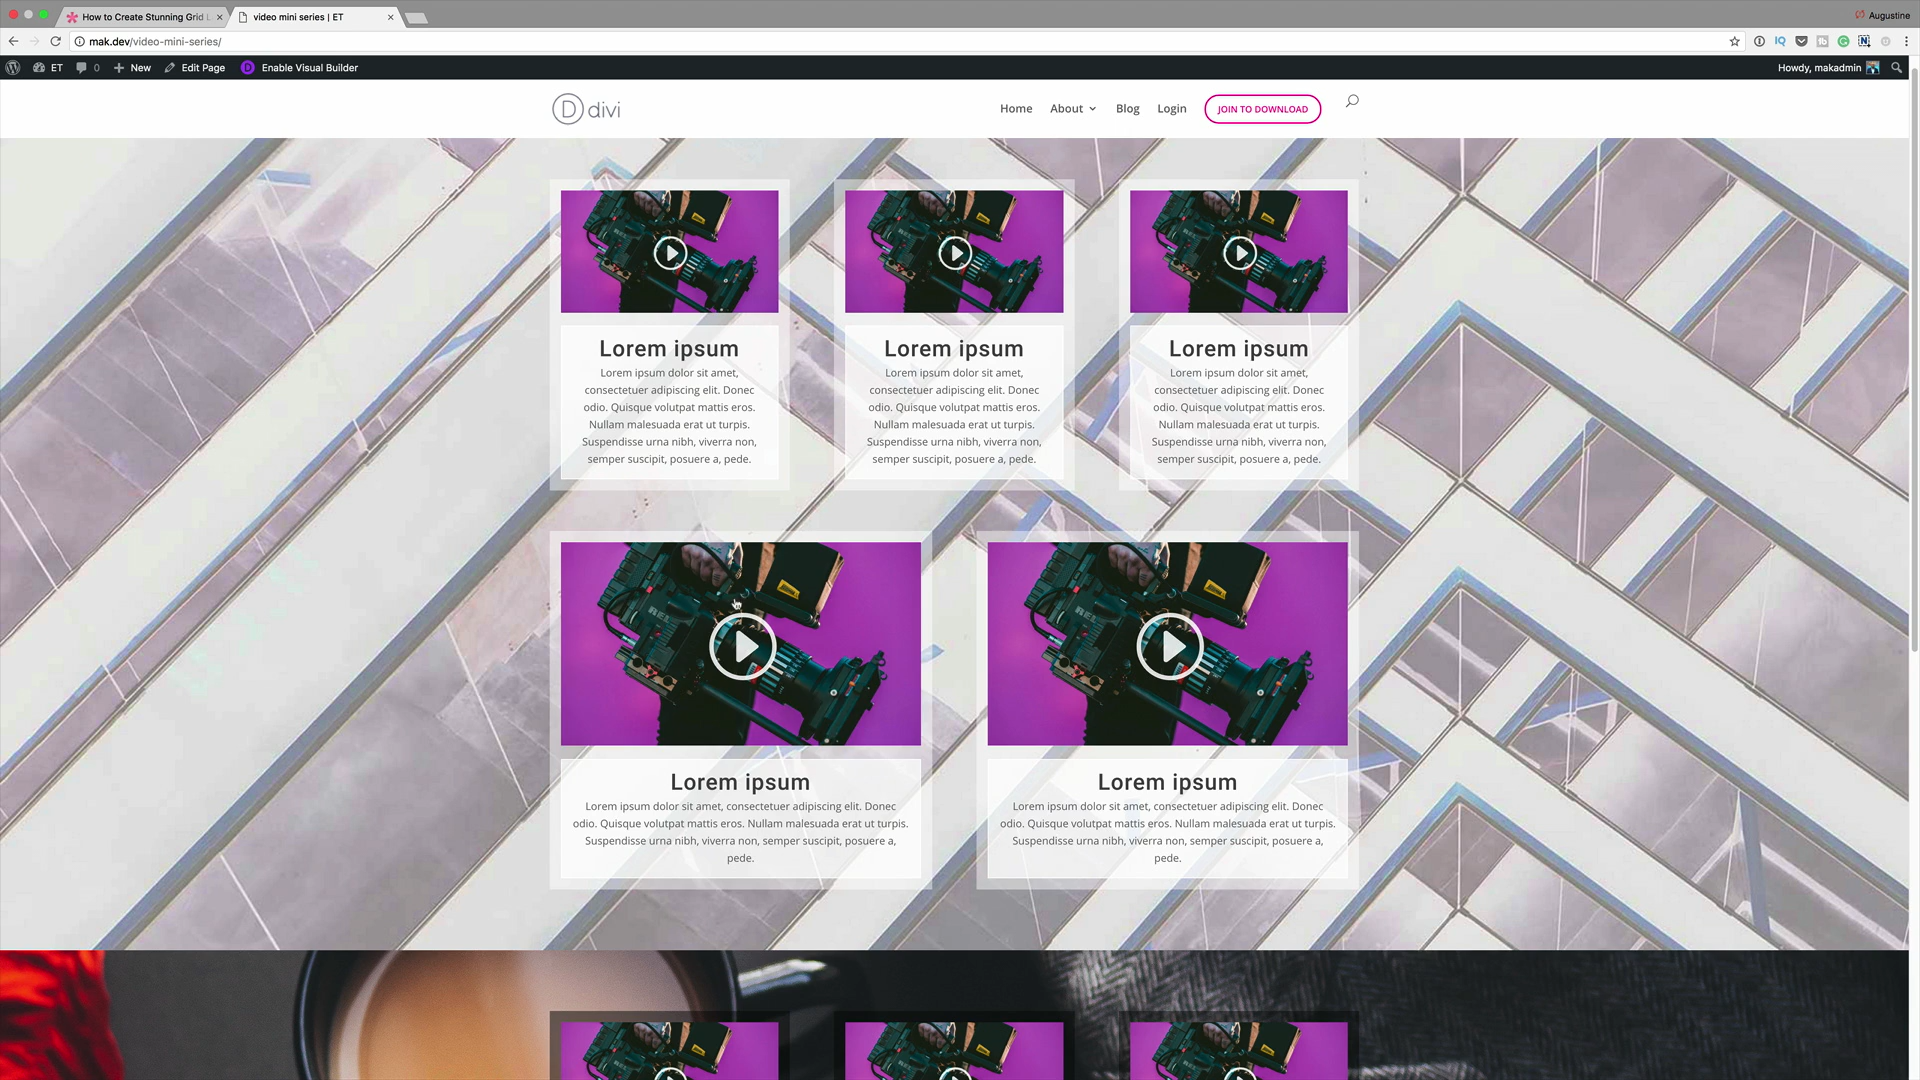 How to Create Stunning Grid L
video mini series | ET
Augustine
mak.dev/video-mini-series/
ET 0 New Edit Page Enable Visual Builder Howdy, makadmin
D divi
Home About Blog Login JOIN TO DOWNLOAD
Lorem ipsum
Lorem ipsum dolor sit amet,
consectetuer adipiscing elit. Donec
odio. Quisque volutpat mattis eros.
Nullam malesuada erat ut turpis.
Suspendisse urna nibh, viverra non,
semper suscipit, posuere a, pede.
Lorem ipsum
Lorem ipsum dolor sit amet,
consectetuer adipiscing elit. Donec
odio. Quisque volutpat mattis eros.
Nullam malesuada erat ut turpis.
Suspendisse urna nibh, viverra non,
semper suscipit, posuere a, pede.
Lorem ipsum
Lorem ipsum dolor sit amet,
consectetuer adipiscing elit. Donec
odio. Quisque volutpat mattis eros.
Nullam malesuada erat ut turpis.
Suspendisse urna nibh, viverra non,
semper suscipit, posuere a, pede.
Lorem ipsum
Lorem ipsum dolor sit amet, consectetuer adipiscing elit. Donec
odio. Quisque volutpat mattis eros. Nullam malesuada erat ut turpis.
Suspendisse urna nibh, viverra non, semper suscipit, posuere a,
pede.
Lorem ipsum
Lorem ipsum dolor sit amet, consectetuer adipiscing elit. Donec
odio. Quisque volutpat mattis eros. Nullam malesuada erat ut turpis.
Suspendisse urna nibh, viverra non, semper suscipit, posuere a,
pede.